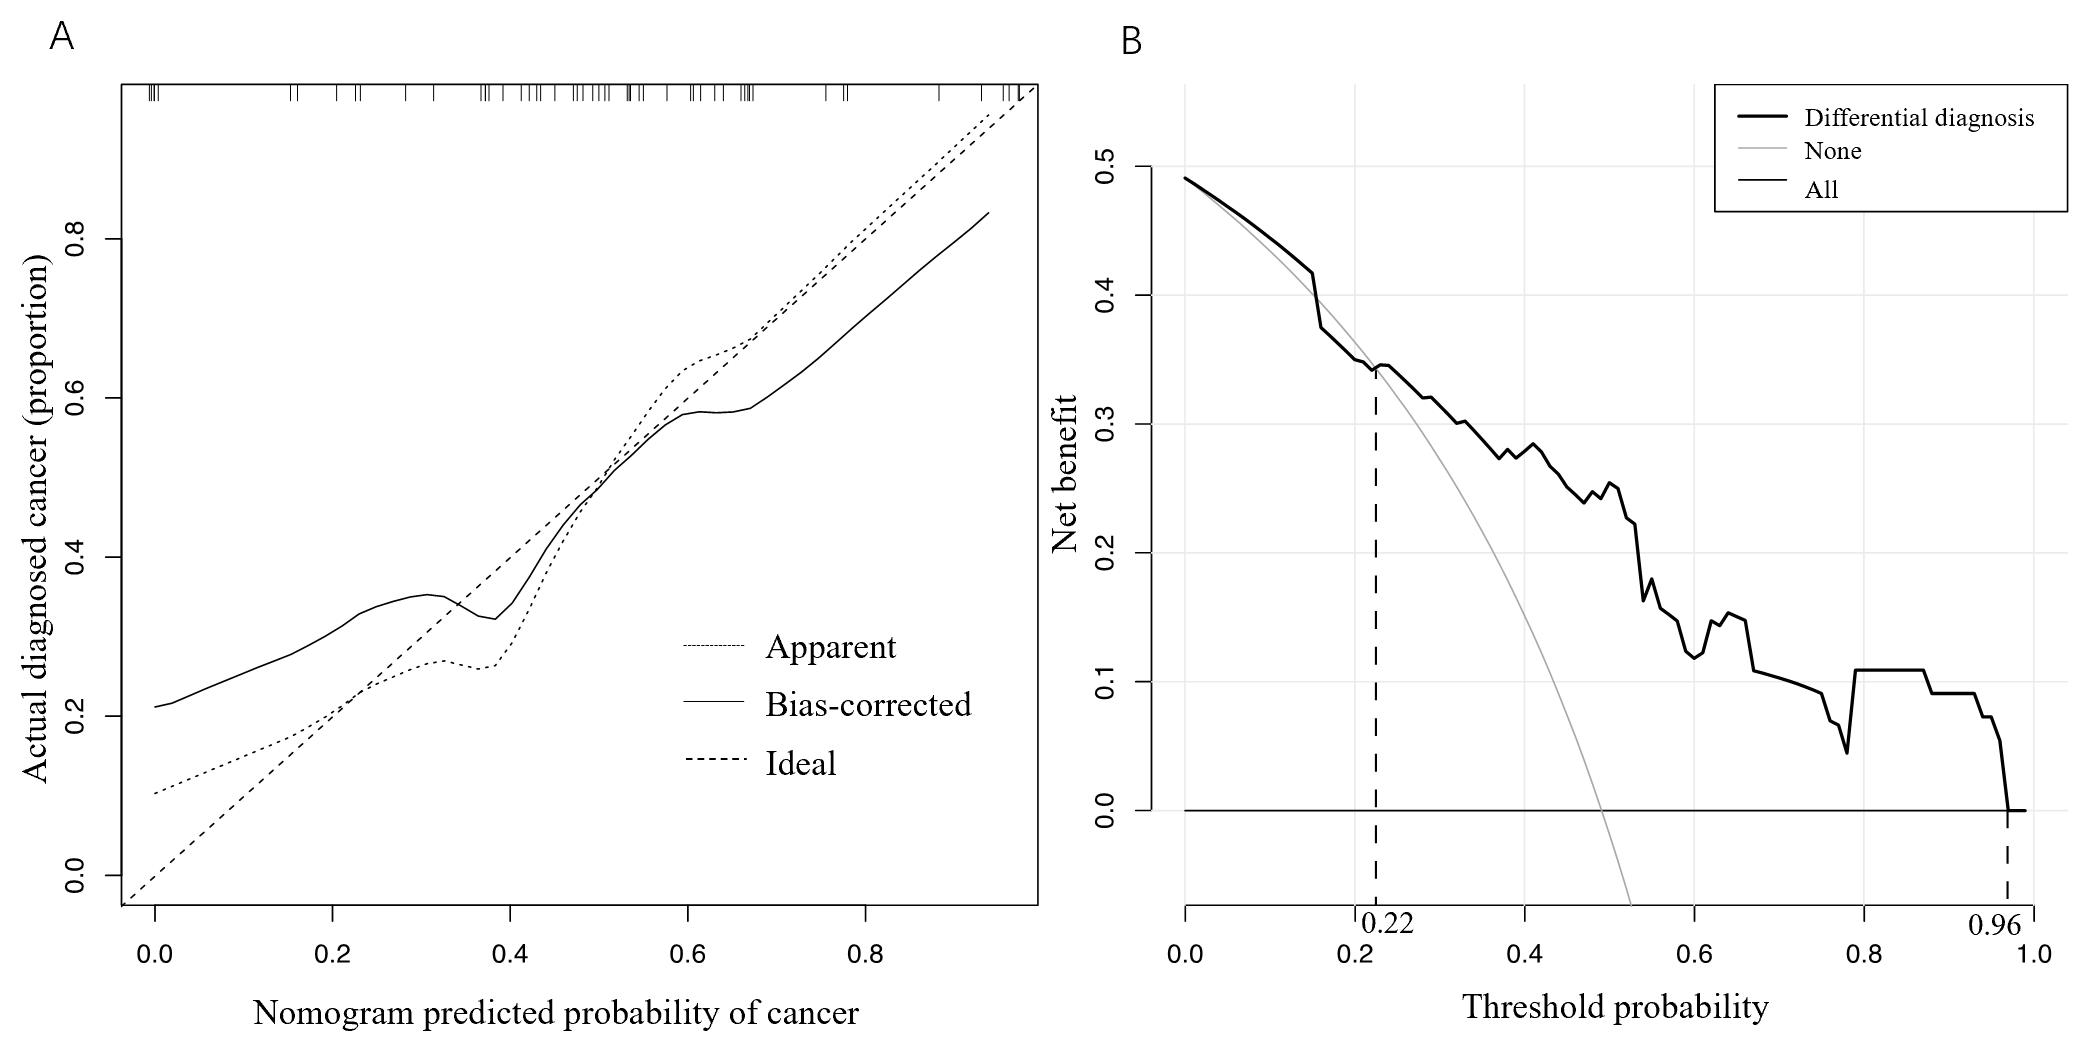 A
Actual diagnosed cancer (proportion)
0.8
0.6
0.4
0.2
0.0
Apparent
Bias-corrected
Ideal
0.0 0.2 0.4 0.6 0.8
Nomogram predicted probability of cancer
B
Differential diagnosis
None
All
Net benefit
0.5
0.4
0.3
0.2
0.1
0.0
0.22 0.96
0.0 0.2 0.4 0.6 0.8 1.0
Threshold probability